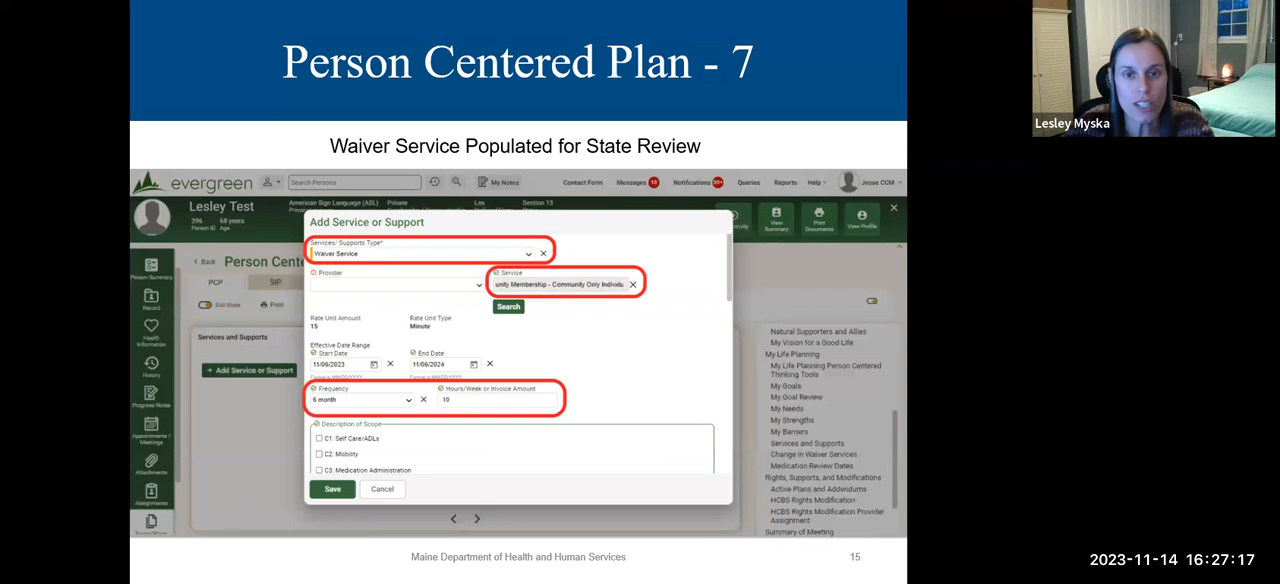 Person Centered Plan - 7
Lesley Myska
Waiver Service Populated for State Review
evergreen
Search Persons
My Notes
Contact Form
Messages 18
Notifications 99+
Queries
Reports
Help
Jesse CCM
Lesley Test
396 68 years
Person ID Age
American Sign Language (ASL)
Private
Les
Section 13
View Summary
Print Documents
View Profile
Back
Person Cente
PCP
SIP
Edit Mode
Print
Services and Supports
+ Add Service or Support
Person Summary
Record
Health Information
History
Progress Notes
Appointments / Meetings
Attachments
Assignments
Add Service or Support
Services/ Supports Type*
Waiver Service
Provider
Service
unity Membership - Community Only Individu
Search
Rate Unit Amount
Rate Unit Type
15
Minute
Effective Date Range
Start Date
End Date
11/06/2023
11/06/2024
Frequency
Hours/Week or Invoice Amount
6 month
10
Description of Scope
C1: Self Care/ADLs
C2: Mobility
C3: Medication Administration
Save
Cancel
Natural Supporters and Allies
My Vision for a Good Life
My Life Planning
My Life Planning Person Centered
Thinking Tools
My Goals
My Goal Review
My Needs
My Strengths
My Barriers
Services and Supports
Change in Waiver Services
Medication Review Dates
Rights, Supports, and Modifications
Active Plans and Addendums
HCBS Rights Modification
HCBS Rights Modification Provider
Assignment
Summary of Meeting
Maine Department of Health and Human Services
15
2023-11-14 16:27:17